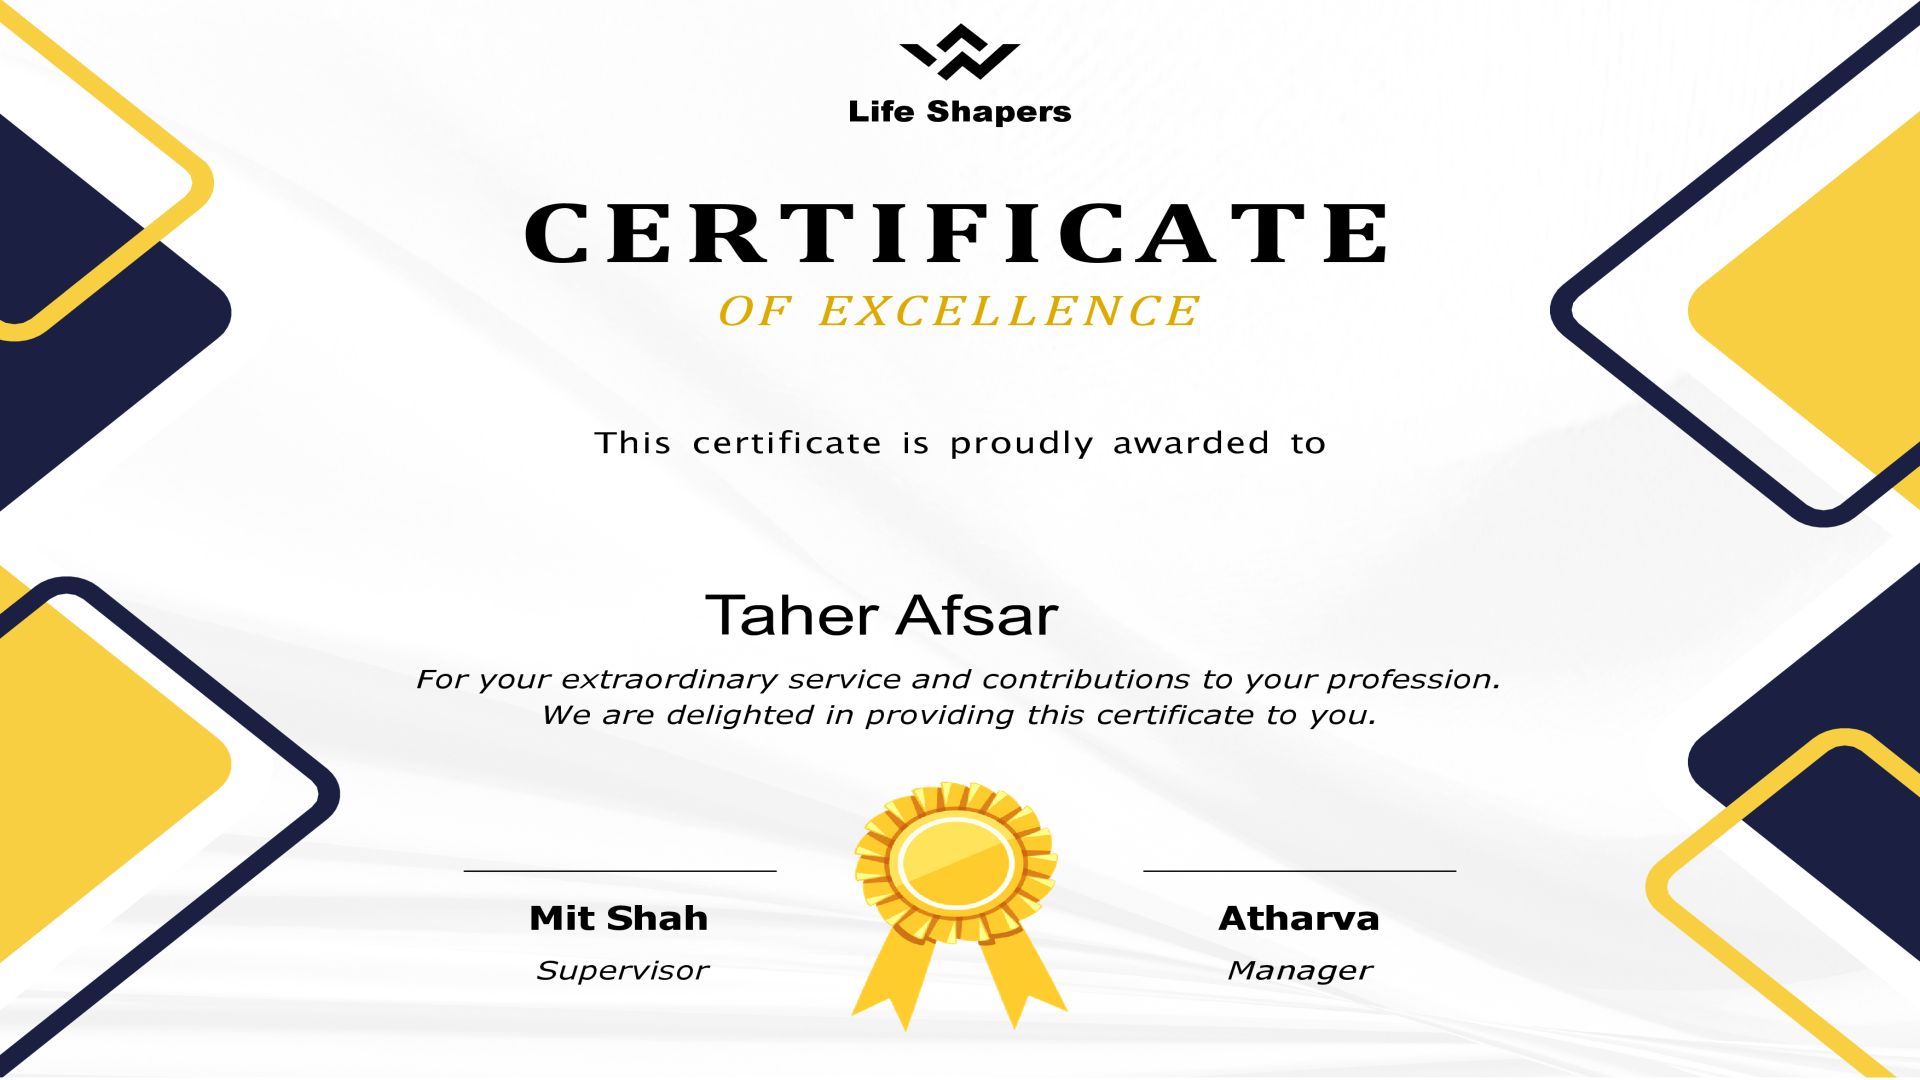 Life Shapers
CERTIFICATE
OF EXCELLENCE
This certificate is proudly awarded to
Taher Afsar
For your extraordinary service and contributions to your profession.
We are delighted in providing this certificate to you.
Mit Shah
Supervisor
Atharva
Manager